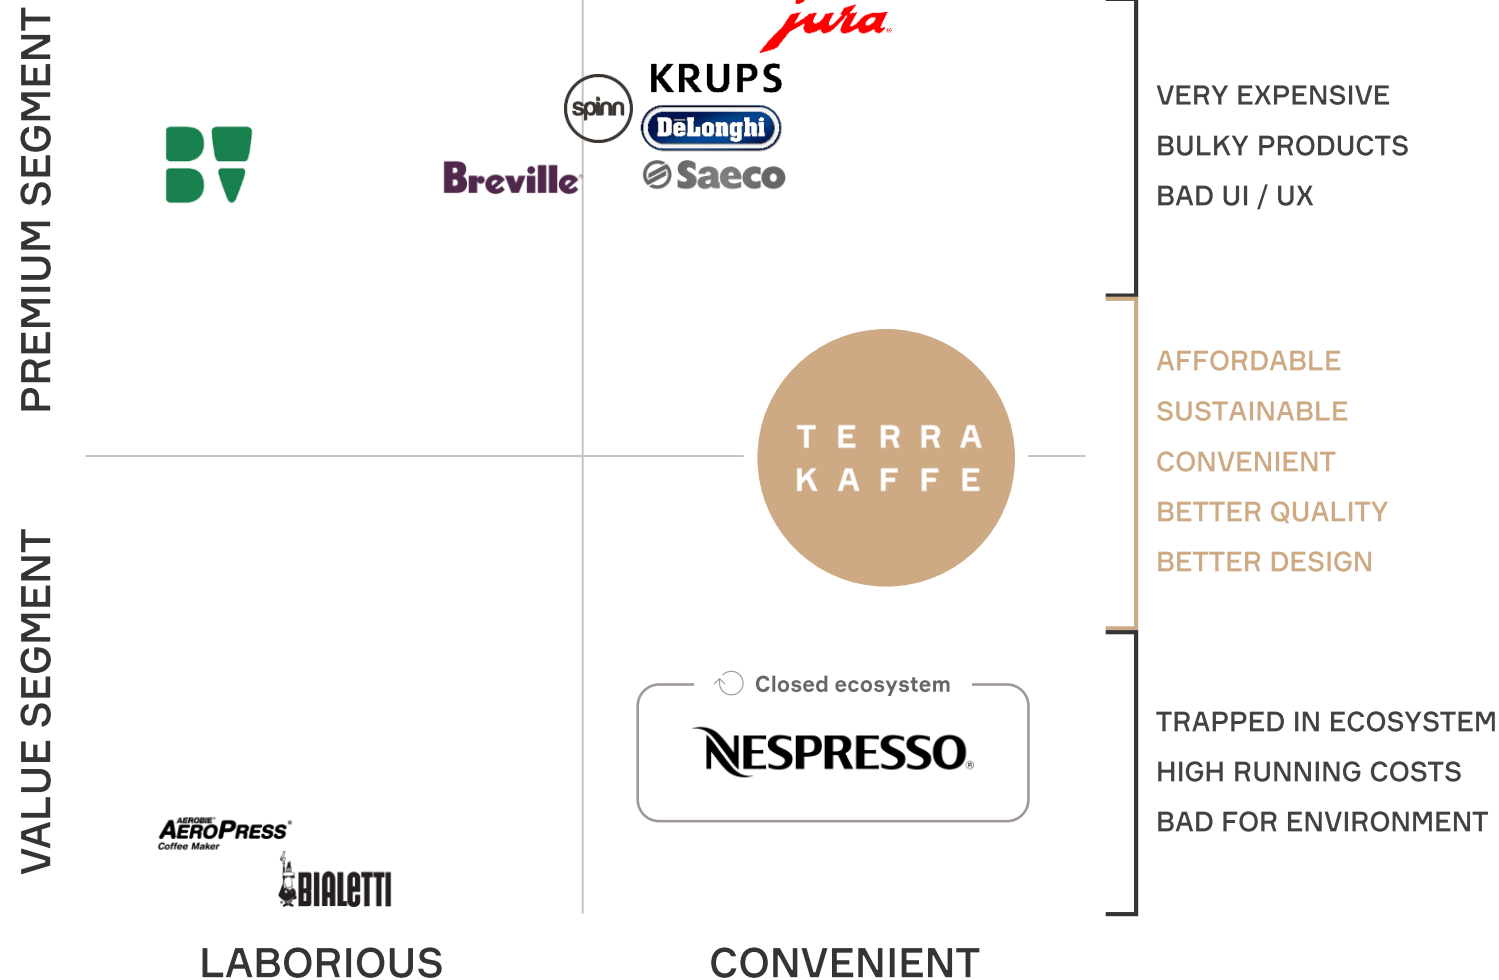 PREMIUM SEGMENT
VALUE SEGMENT
jura
KRUPS
spinn
DeLonghi
Breville
Saeco
TERRA
KAFFE
Closed ecosystem
NESPRESSO®
AEROBIE
AEROPRESS®
Coffee Maker
BIALETTI
LABORIOUS
CONVENIENT
VERY EXPENSIVE
BULKY PRODUCTS
BAD UI / UX
AFFORDABLE
SUSTAINABLE
CONVENIENT
BETTER QUALITY
BETTER DESIGN
TRAPPED IN ECOSYSTEM
HIGH RUNNING COSTS
BAD FOR ENVIRONMENT